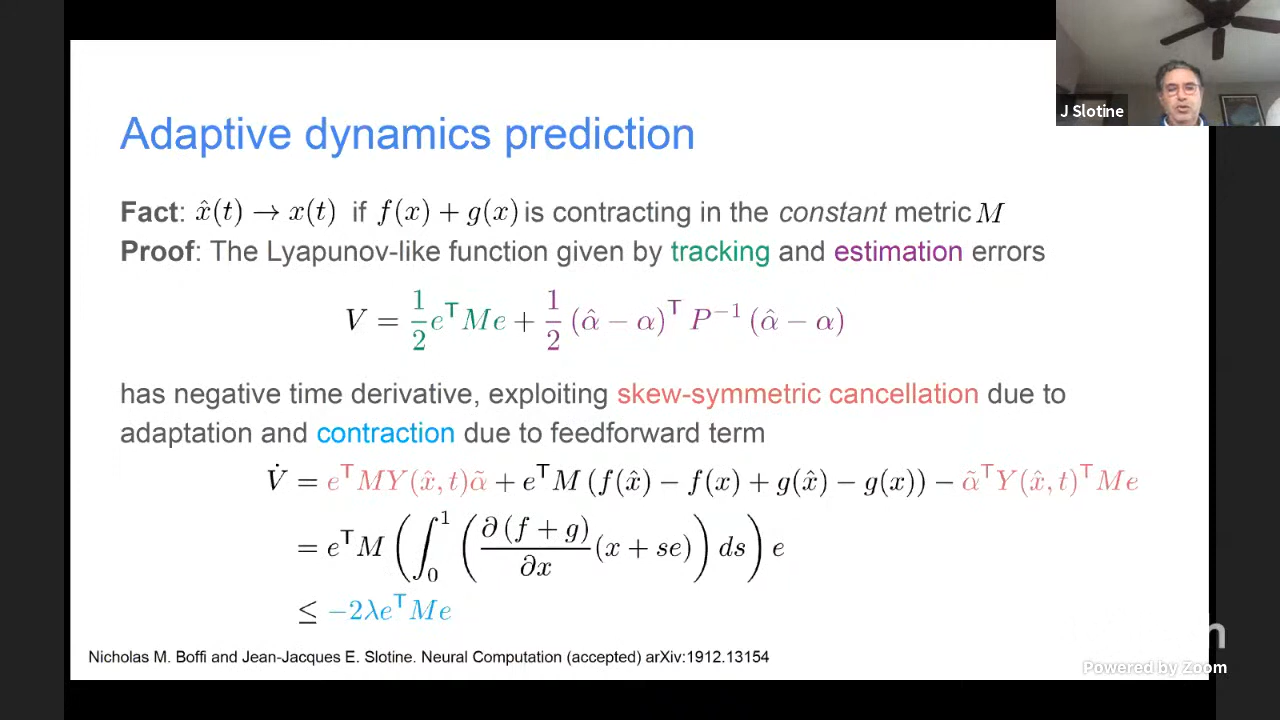 J Slotine
Adaptive dynamics prediction
Fact: x̂(t) → x(t) if f(x) + g(x) is contracting in the constant metric M
Proof: The Lyapunov-like function given by tracking and estimation errors
V = 1/2 eᵀMe + 1/2 (α̂ − α)ᵀ P⁻¹ (α̂ − α)
has negative time derivative, exploiting skew-symmetric cancellation due to
adaptation and contraction due to feedforward term
V̇ = eᵀMY(x̂, t)α̃ + eᵀM (f(x̂) − f(x) + g(x̂) − g(x)) − α̃ᵀY(x̂, t)ᵀMe
= eᵀM (∫₀¹ (∂(f + g)/∂x (x + se)) ds) e
≤ −2λeᵀMe
Nicholas M. Boffi and Jean-Jacques E. Slotine. Neural Computation (accepted) arXiv:1912.13154
Powered by Zoom